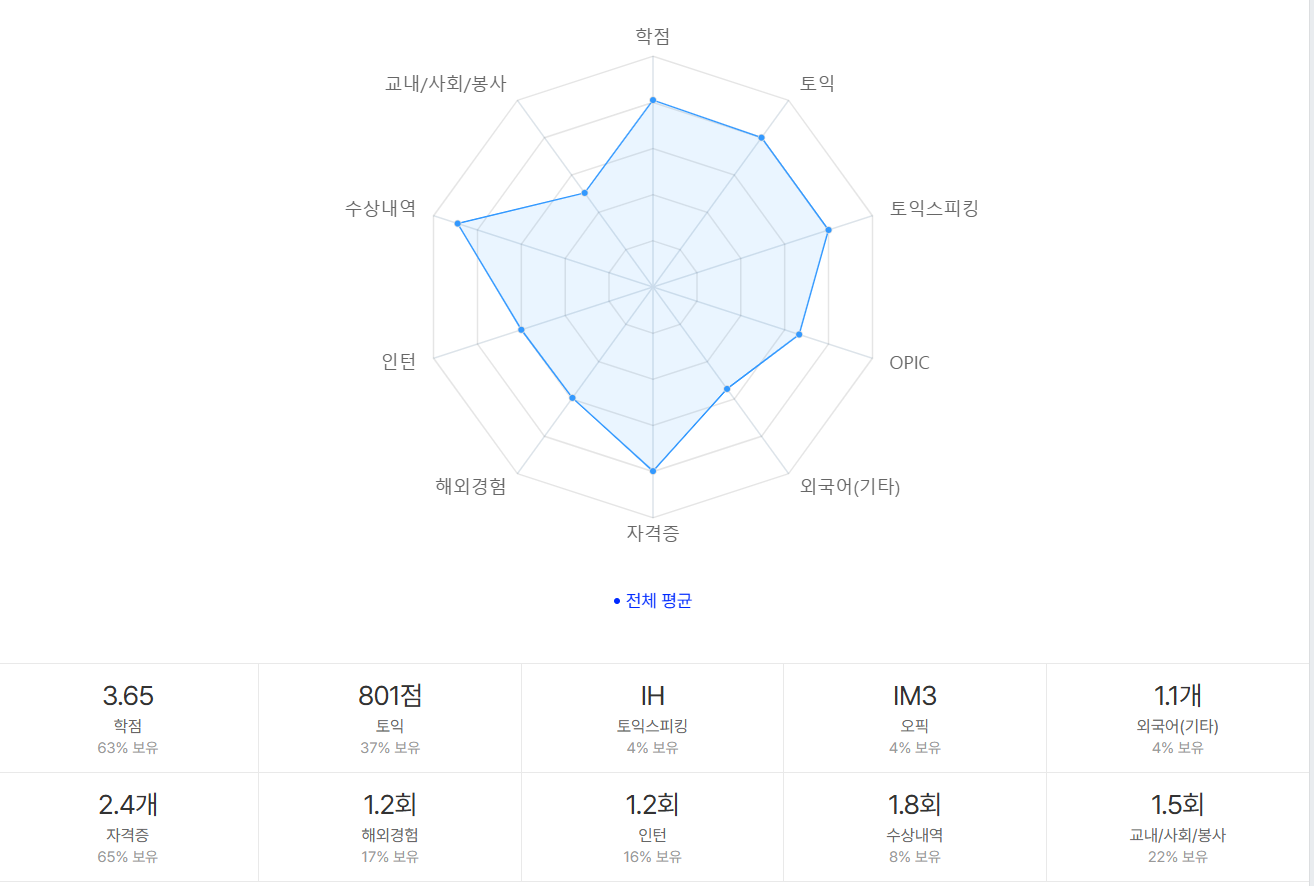 학점
교내/사회/봉사
토익
수상내역
토익스피킹
인턴
OPIC
해외경험
외국어(기타)
자격증
전체 평균
3.65
학점
63% 보유
801점
토익
37% 보유
IH
토익스피킹
4% 보유
IM3
오픽
4% 보유
1.1개
외국어(기타)
4% 보유
2.4개
자격증
65% 보유
1.2회
해외경험
17% 보유
1.2회
인턴
16% 보유
1.8회
수상내역
8% 보유
1.5회
교내/사회/봉사
22% 보유